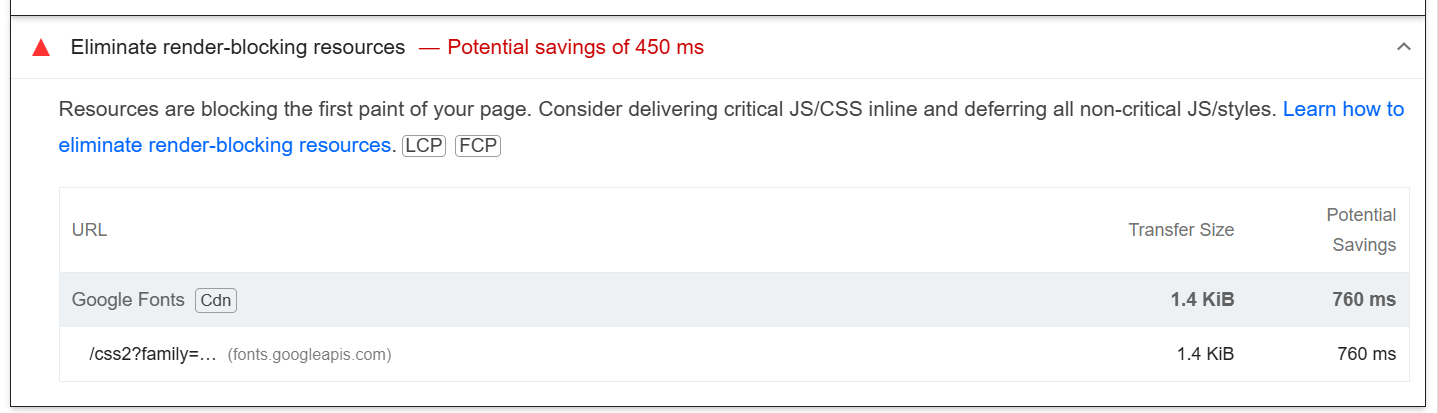 Eliminate render-blocking resources — Potential savings of 450 ms
Resources are blocking the first paint of your page. Consider delivering critical JS/CSS inline and deferring all non-critical JS/styles. Learn how to
eliminate render-blocking resources. LCP FCP
URL Transfer Size Potential
Savings
Google Fonts Cdn 1.4 KiB 760 ms
/css2?family=… (fonts.googleapis.com) 1.4 KiB 760 ms